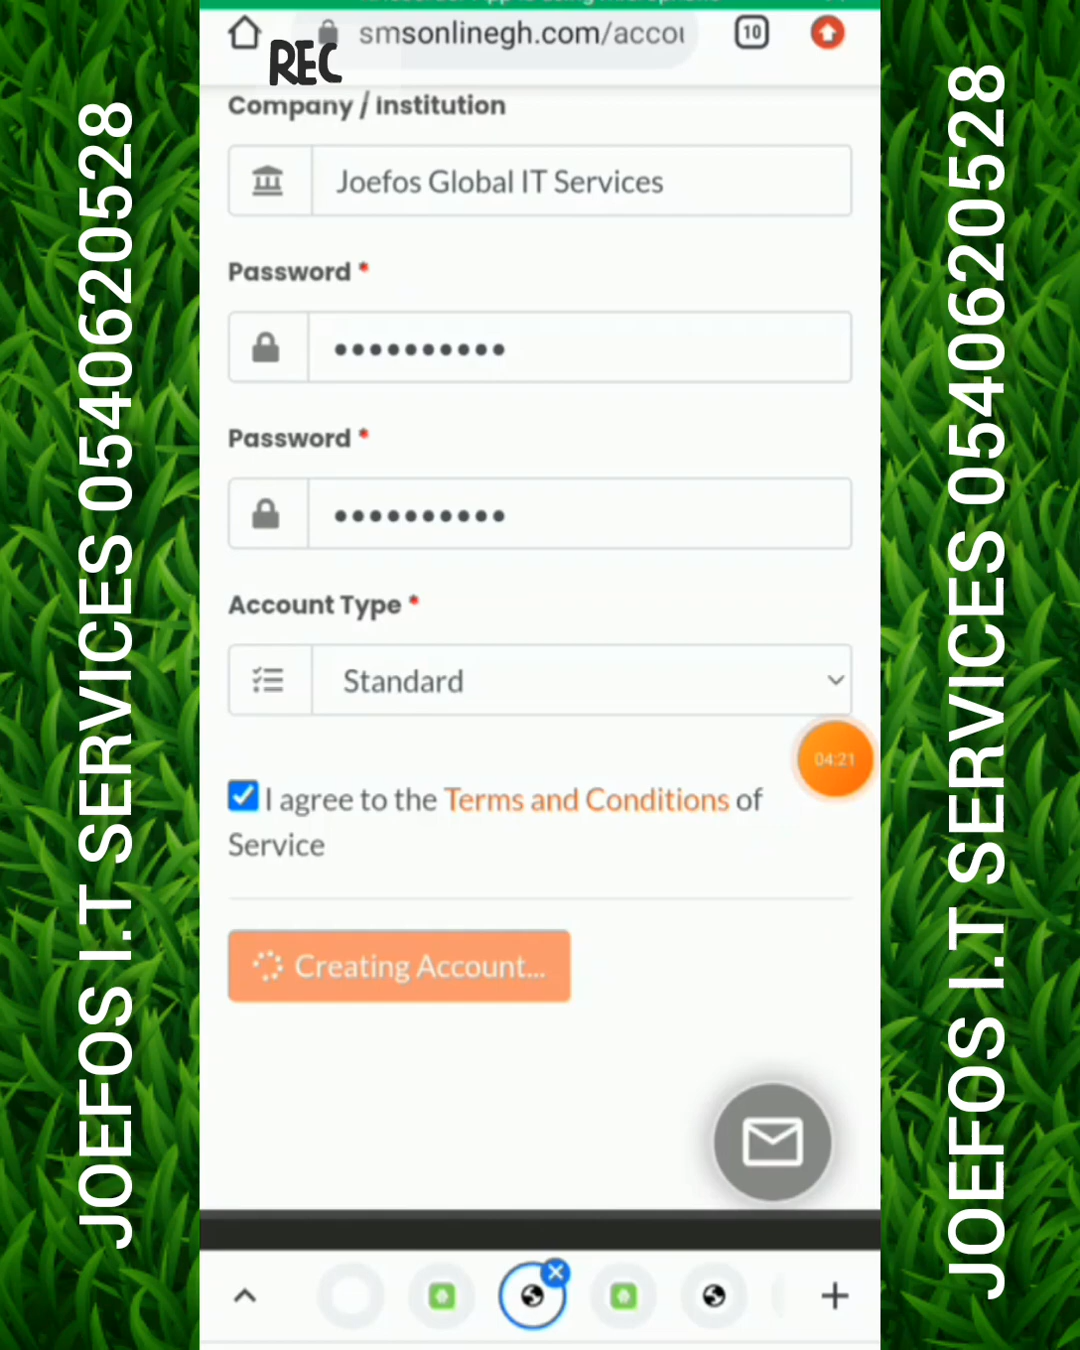 smsonlinegh.com/accou
10
REC
Company / Institution
Joefos Global IT Services
Password *
••••••••••
Password *
••••••••••
Account Type *
Standard
04:21
I agree to the Terms and Conditions of
Service
Creating Account...
JOEFOS I.T SERVICES 0540620528
JOEFOS I.T SERVICES 0540620528